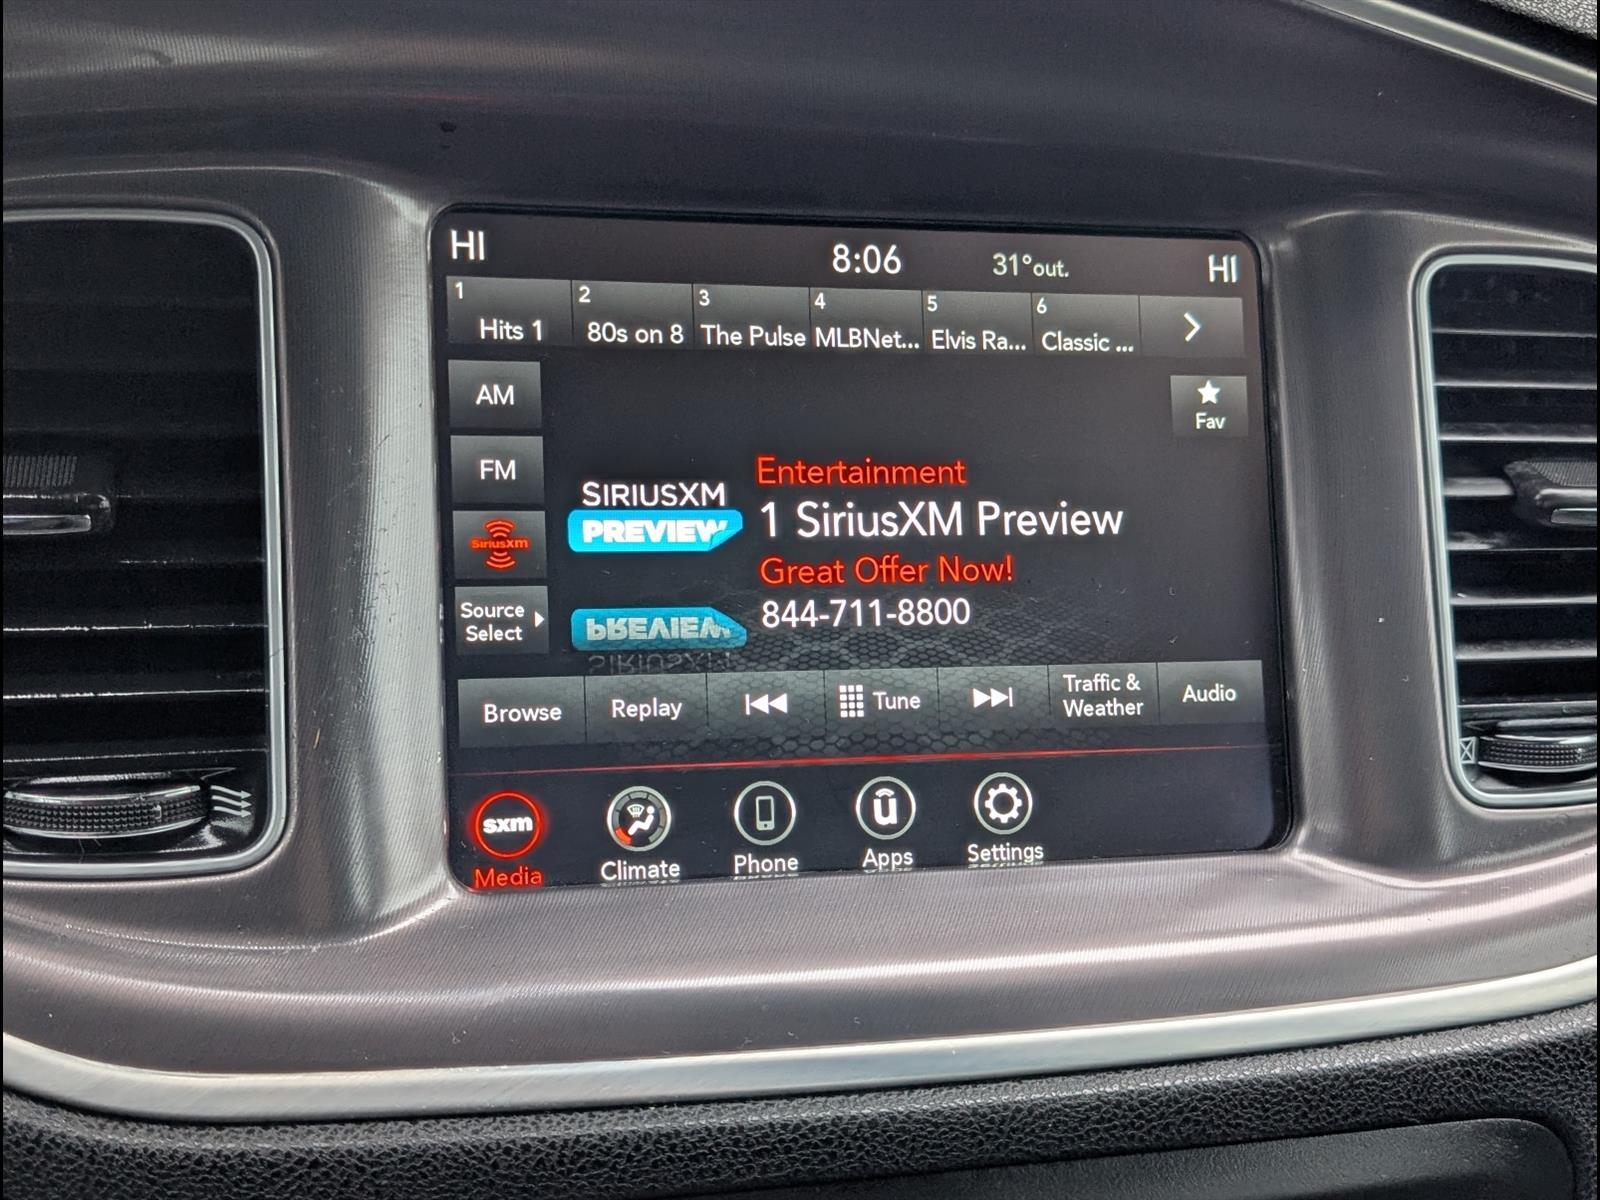 HI 8:06 31°out. HI
1 2 3 4 5 6
Hits 1 80s on 8 The Pulse MLBNet... Elvis Ra... Classic ...
AM
Fav
FM
SiriusXM
Source
Select
SIRIUSXM
PREVIEW
Entertainment
1 SiriusXM Preview
Great Offer Now!
844-711-8800
PREVIEW
SIRIUSXM
Browse Replay Tune Traffic & Audio
Weather
sxm
Media Climate Phone Apps Settings